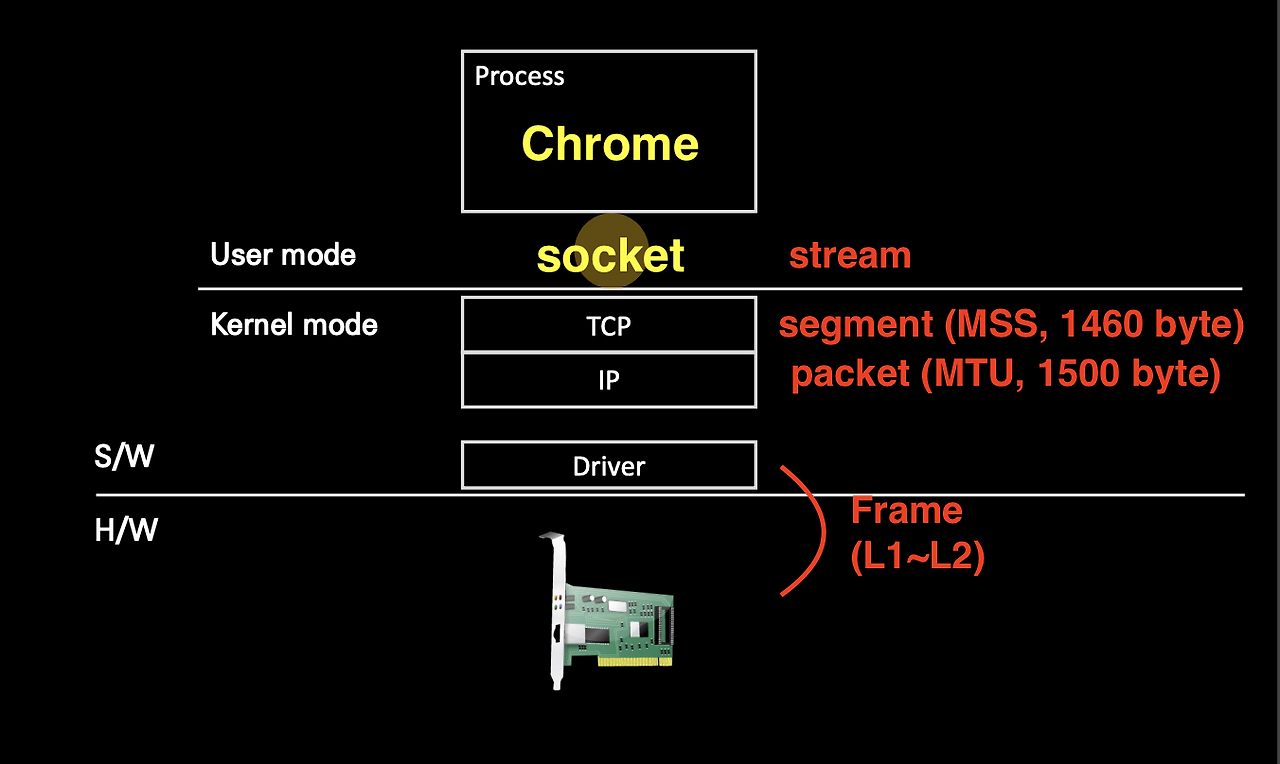 Process
Chrome
User mode
socket
stream
Kernel mode
TCP
segment (MSS, 1460 byte)
IP
packet (MTU, 1500 byte)
S/W
Driver
H/W
Frame
(L1~L2)